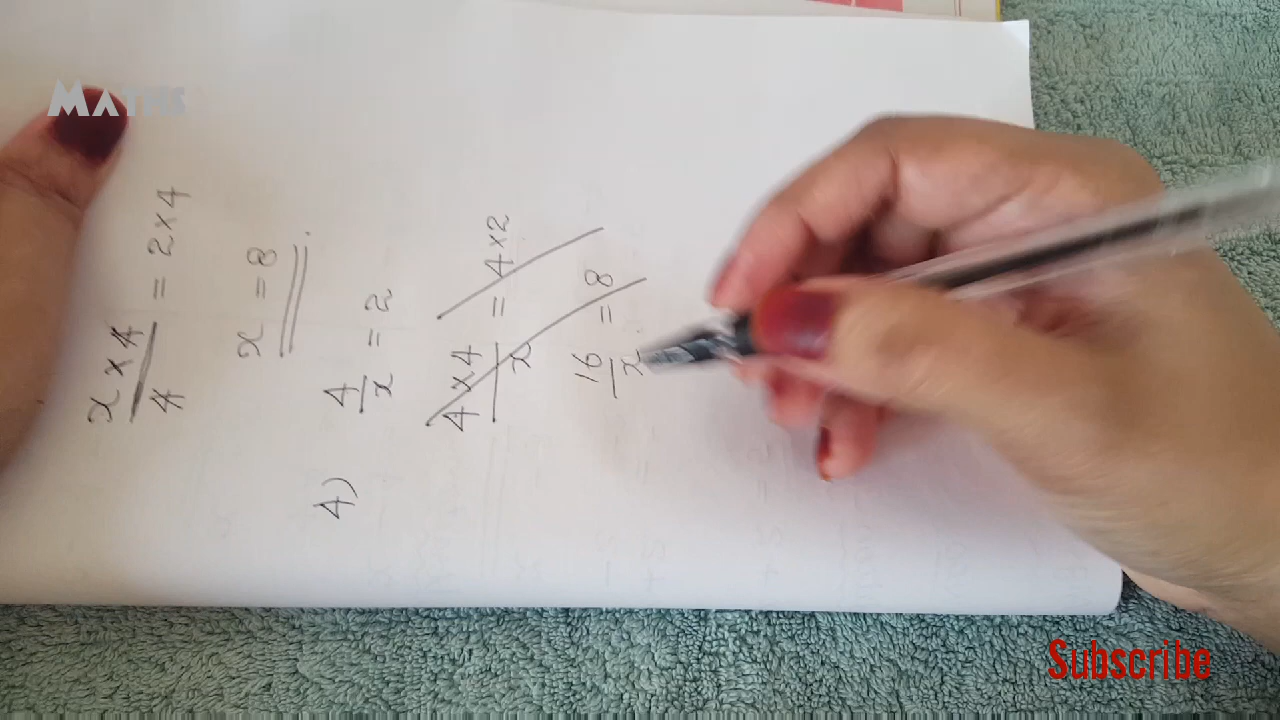 MATHS
x × 4 / 4 = 2 × 4
x = 8
4) 4 / x = 2
4 × 4 / x = 4 × 2
16 / x = 8
Subscribe